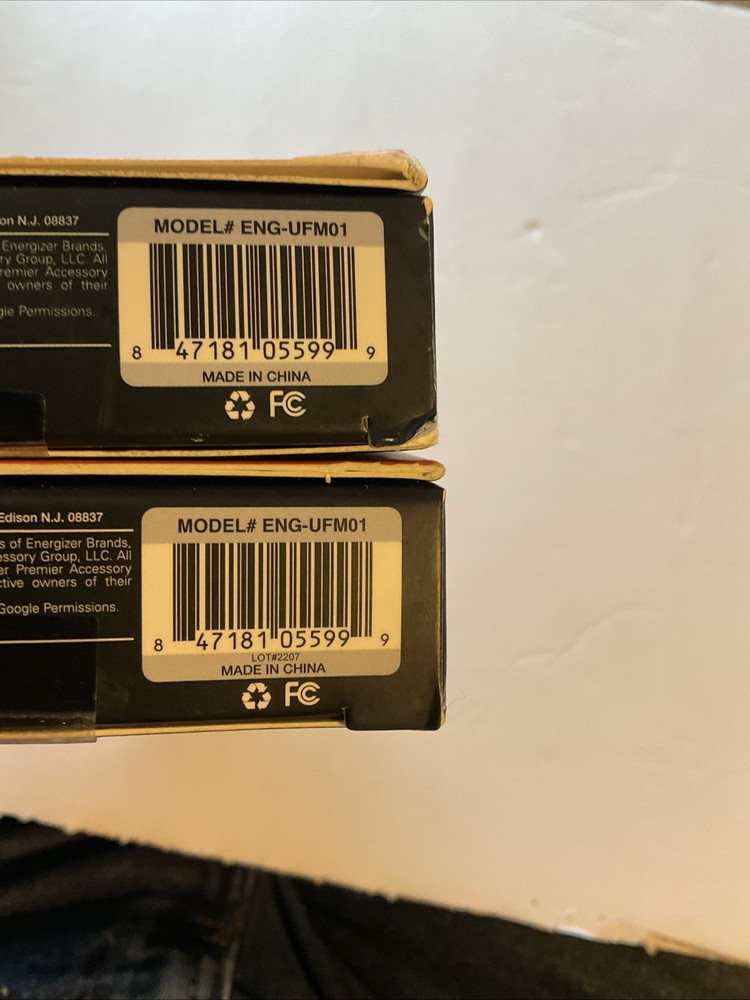 on N.J. 08837
Energizer Brands,
ry Group, LLC. All
remier Accessory
owners of their
gle Permissions.
MODEL# ENG-UFM01
8 47181 05599 9
MADE IN CHINA
FC
Edison N.J. 08837
s of Energizer Brands,
essory Group, LLC. All
er Premier Accessory
ctive owners of their
Google Permissions.
MODEL# ENG-UFM01
8 47181 05599 9
LOT#2207
MADE IN CHINA
FC